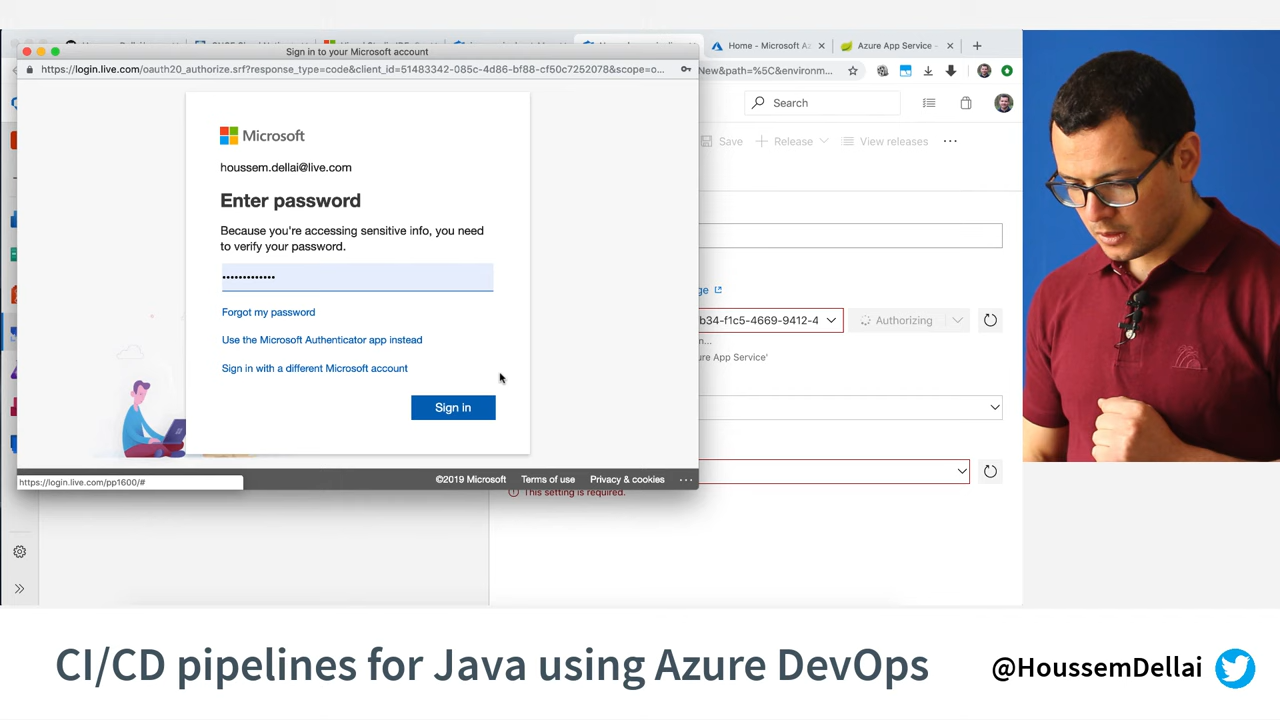 Sign in to your Microsoft account
Home - Microsoft Az
Azure App Service -
https://login.live.com/oauth20_authorize.srf?response_type=code&client_id=51483342-085c-4d86-bf88-cf50c7252078&scope=o...
New&path=%5C&environm...
Microsoft
Search
houssem.dellai@live.com
Save
Release
View releases
...
Enter password
Because you're accessing sensitive info, you need
to verify your password.
•••••••••••••
Forgot my password
Use the Microsoft Authenticator app instead
Sign in with a different Microsoft account
Sign in
ge
b34-f1c5-4669-9412-4
Authorizing
n...
ure App Service'
©2019 Microsoft
Terms of use
Privacy & cookies
...
https://login.live.com/pp1600/#
This setting is required.
CI/CD pipelines for Java using Azure DevOps
@HoussemDellai